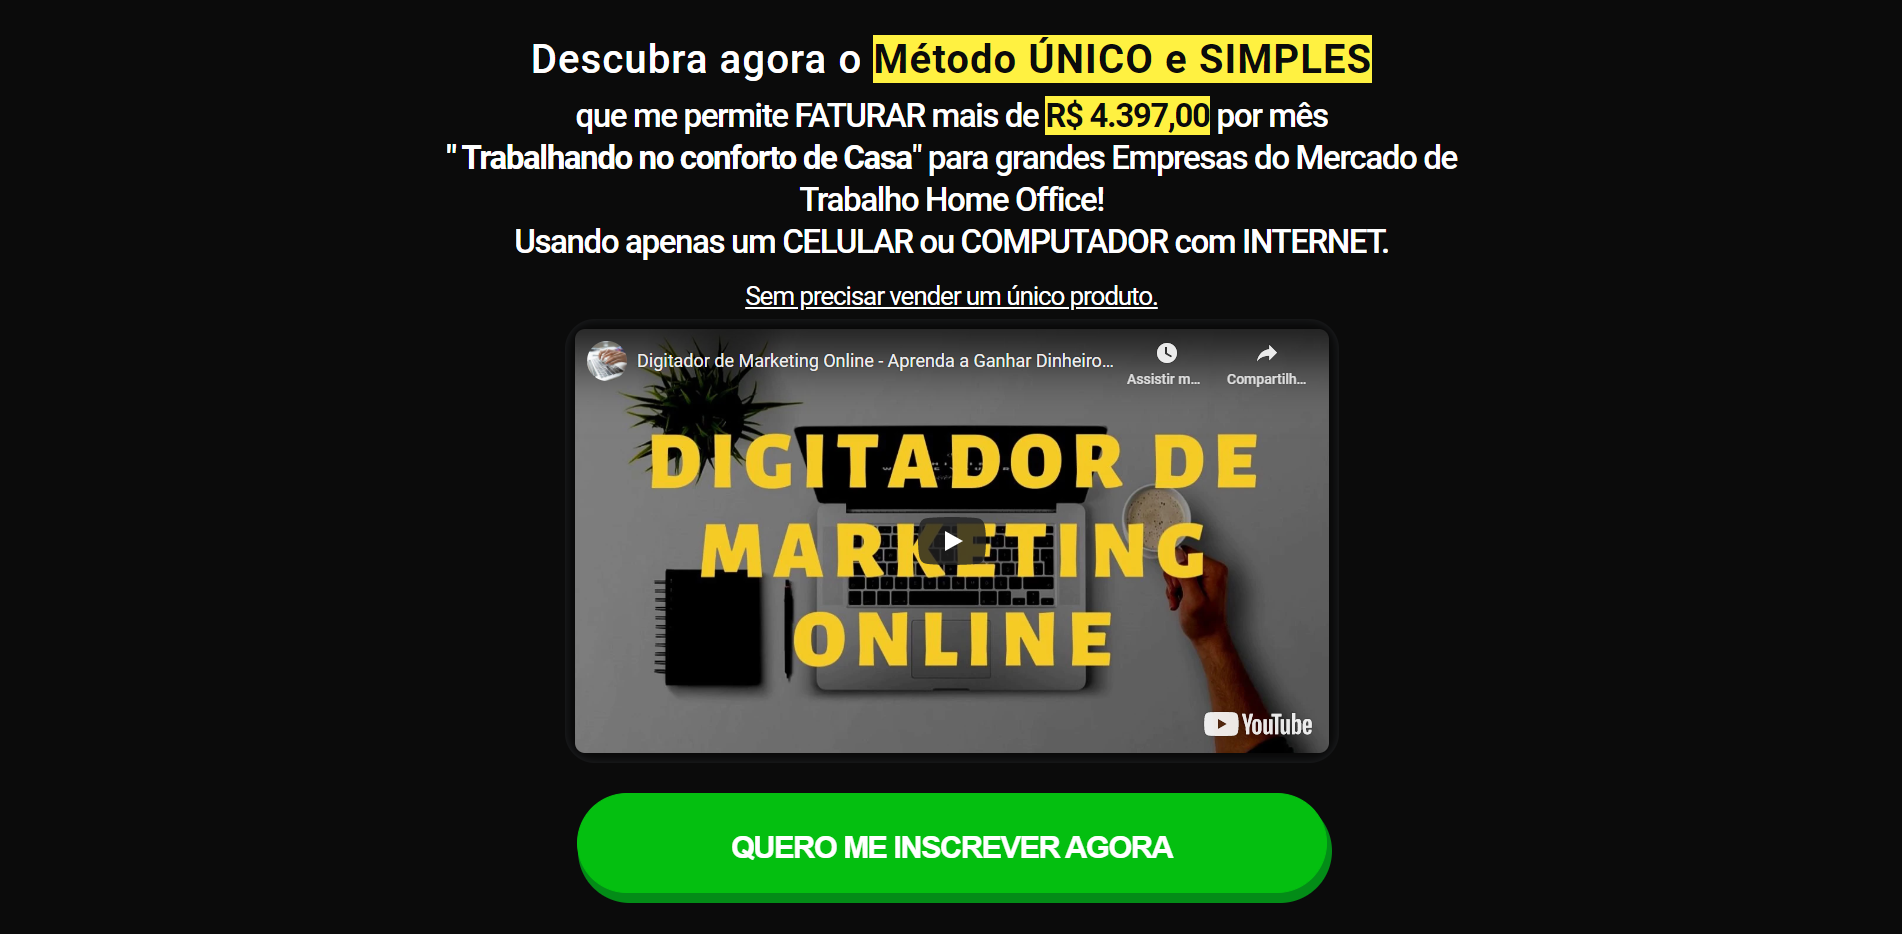 Descubra agora o Método ÚNICO e SIMPLES
que me permite FATURAR mais de R$ 4.397,00 por mês
" Trabalhando no conforto de Casa" para grandes Empresas do Mercado de
Trabalho Home Office!
Usando apenas um CELULAR ou COMPUTADOR com INTERNET.
Sem precisar vender um único produto.
Digitador de Marketing Online - Aprenda a Ganhar Dinheiro...
Assistir m...
Compartilh...
DIGITADOR DE
MARKETING
ONLINE
YouTube
QUERO ME INSCREVER AGORA